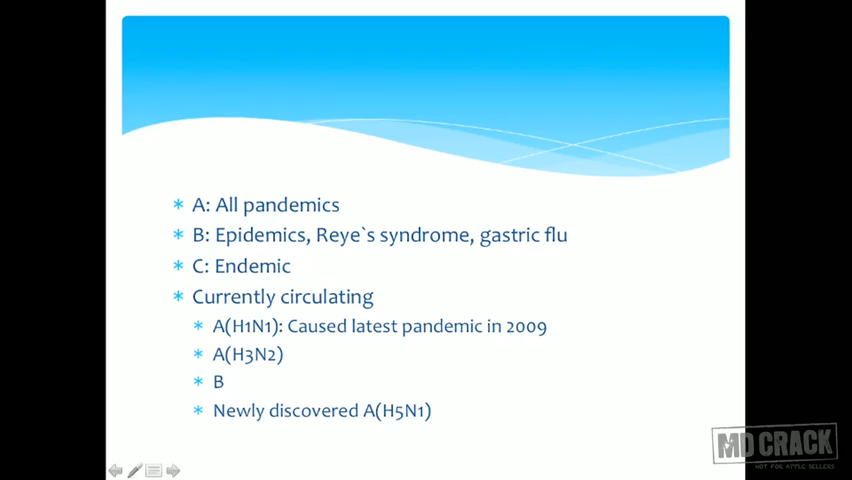 A: All pandemics
B: Epidemics, Reye`s syndrome, gastric flu
C: Endemic
Currently circulating
A(H1N1): Caused latest pandemic in 2009
A(H3N2)
B
Newly discovered A(H5N1)
MD CRACK
NOT FOR APPLE SELLERS